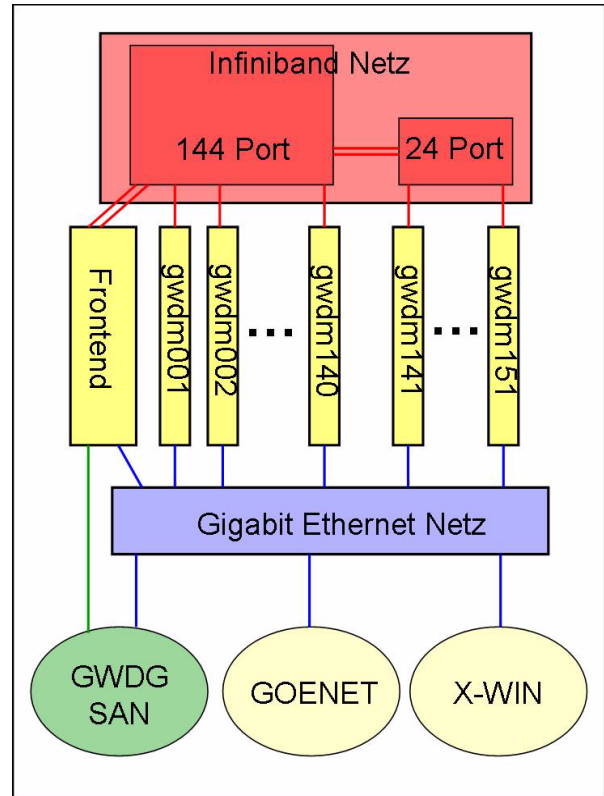 Infiniband Netz
144 Port
24 Port
Frontend
gwdm001
gwdm002
...
gwdm140
gwdm141
...
gwdm151
Gigabit Ethernet Netz
GWDG
SAN
GOENET
X-WIN